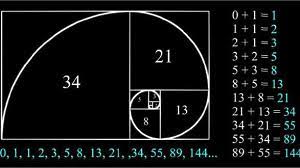 34
21
5
8
13
0, 1, 1, 2, 3, 5, 8, 13, 21, ,34, 55, 89, 144...
0 + 1 = 1
1 + 1 = 2
2 + 1 = 3
3 + 2 = 5
5 + 3 = 8
8 + 5 = 13
13 + 8 = 21
21 + 13 = 34
34 + 21 = 55
55 + 34 = 89
89 + 55 = 144